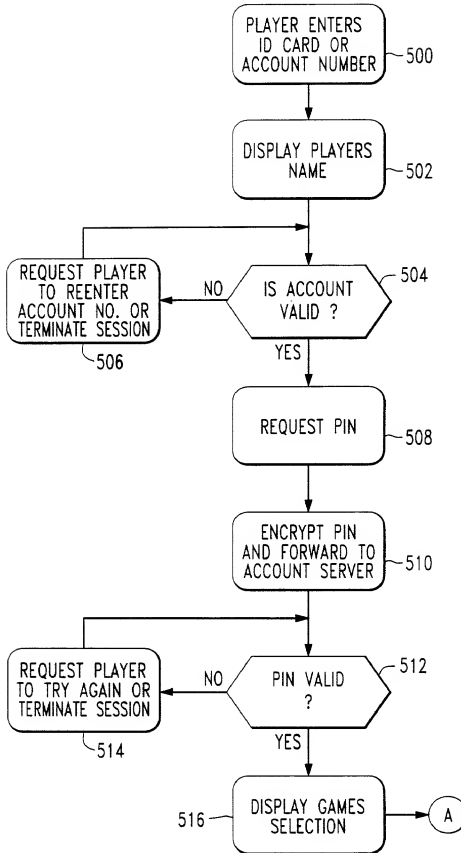 PLAYER ENTERS
ID CARD OR
ACCOUNT NUMBER
500
DISPLAY PLAYERS
NAME
502
IS ACCOUNT
VALID ?
504
NO
REQUEST PLAYER
TO REENTER
ACCOUNT NO. OR
TERMINATE SESSION
506
YES
REQUEST PIN
508
ENCRYPT PIN
AND FORWARD TO
ACCOUNT SERVER
510
PIN VALID
?
512
NO
REQUEST PLAYER
TO TRY AGAIN OR
TERMINATE SESSION
514
YES
516
DISPLAY GAMES
SELECTION
A